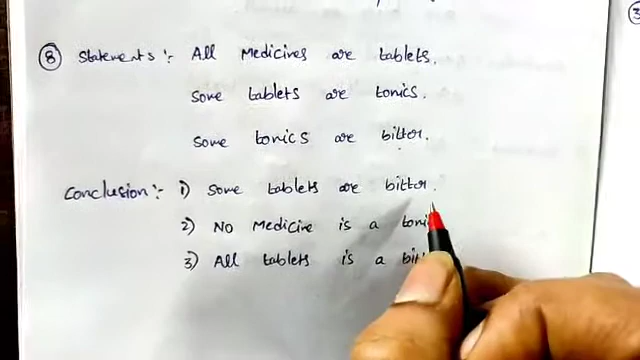 8 Statements :- All Medicines are tablets.
some tablets are tonics.
some tonics are bitter.
Conclusion :- 1) Some tablets are bitter.
2) No Medicine is a
3) All tablets is a